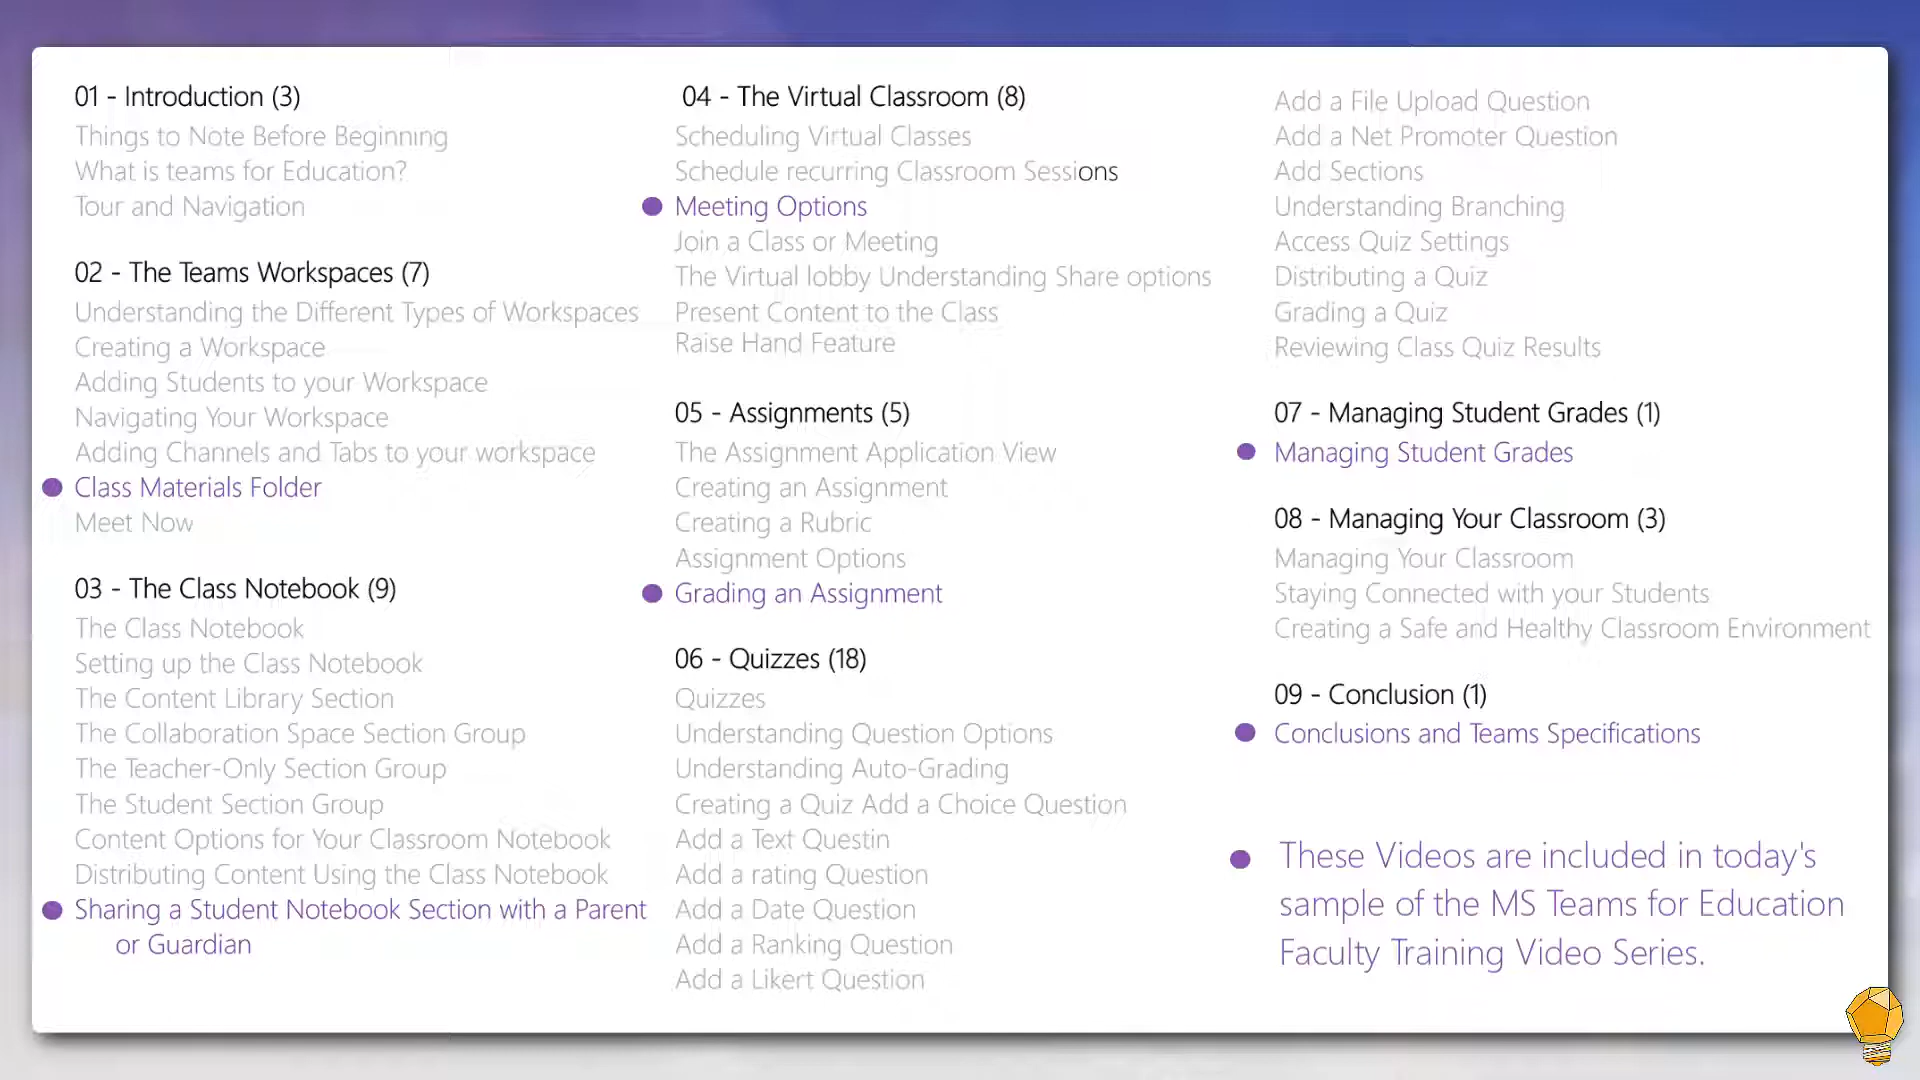 01 - Introduction (3)
Things to Note Before Beginning
What is teams for Education?
Tour and Navigation
02 - The Teams Workspaces (7)
Understanding the Different Types of Workspaces
Creating a Workspace
Adding Students to your Workspace
Navigating Your Workspace
Adding Channels and Tabs to your workspace
Class Materials Folder
Meet Now
03 - The Class Notebook (9)
The Class Notebook
Setting up the Class Notebook
The Content Library Section
The Collaboration Space Section Group
The Teacher-Only Section Group
The Student Section Group
Content Options for Your Classroom Notebook
Distributing Content Using the Class Notebook
Sharing a Student Notebook Section with a Parent
or Guardian
04 - The Virtual Classroom (8)
Scheduling Virtual Classes
Schedule recurring Classroom Sessions
Meeting Options
Join a Class or Meeting
The Virtual lobby Understanding Share options
Present Content to the Class
Raise Hand Feature
05 - Assignments (5)
The Assignment Application View
Creating an Assignment
Creating a Rubric
Assignment Options
Grading an Assignment
06 - Quizzes (18)
Quizzes
Understanding Question Options
Understanding Auto-Grading
Creating a Quiz Add a Choice Question
Add a Text Questin
Add a rating Question
Add a Date Question
Add a Ranking Question
Add a Likert Question
Add a File Upload Question
Add a Net Promoter Question
Add Sections
Understanding Branching
Access Quiz Settings
Distributing a Quiz
Grading a Quiz
Reviewing Class Quiz Results
07 - Managing Student Grades (1)
Managing Student Grades
08 - Managing Your Classroom (3)
Managing Your Classroom
Staying Connected with your Students
Creating a Safe and Healthy Classroom Environment
09 - Conclusion (1)
Conclusions and Teams Specifications
These Videos are included in today's
sample of the MS Teams for Education
Faculty Training Video Series.